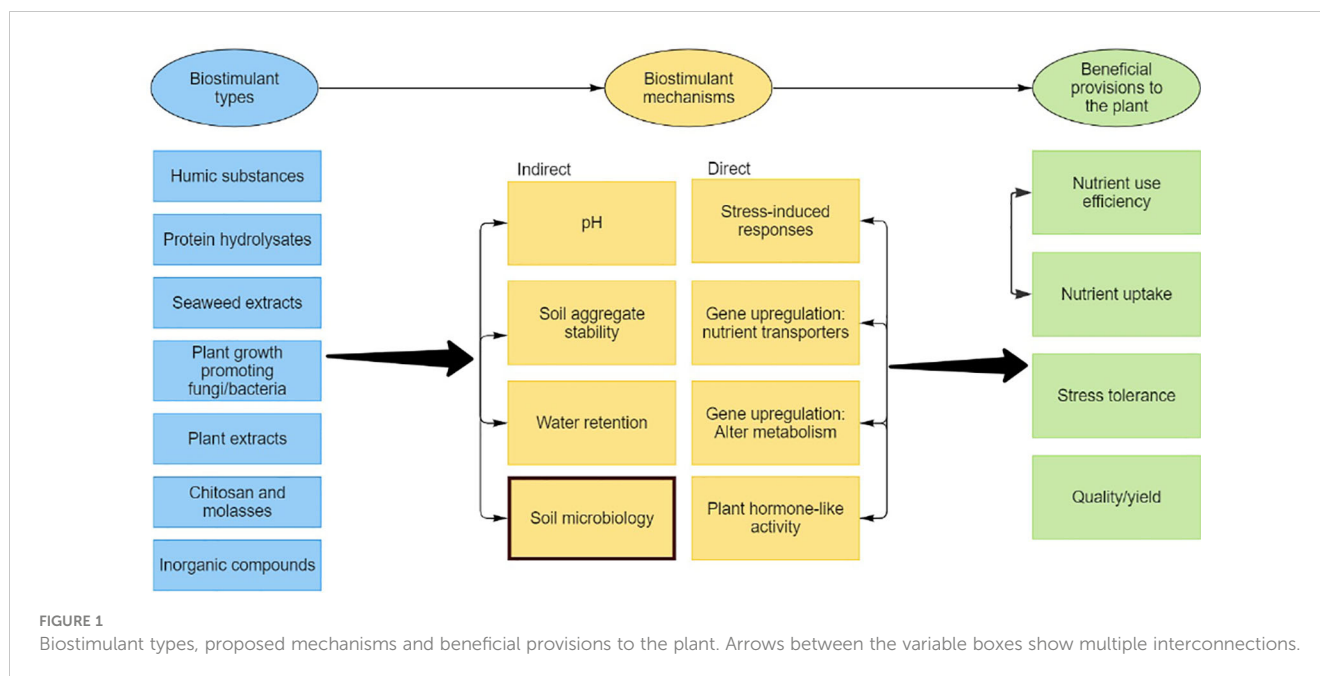 Biostimulant
types
Biostimulant
mechanisms
Beneficial
provisions to
the plant
Humic substances
Protein hydrolysates
Seaweed extracts
Plant growth
promoting
fungi/bacteria
Plant extracts
Chitosan and
molasses
Inorganic compounds
Indirect
pH
Soil aggregate
stability
Water retention
Soil microbiology
Direct
Stress-induced
responses
Gene upregulation:
nutrient transporters
Gene upregulation:
Alter metabolism
Plant hormone-like
activity
Nutrient use
efficiency
Nutrient uptake
Stress tolerance
Quality/yield
FIGURE 1
Biostimulant types, proposed mechanisms and beneficial provisions to the plant. Arrows between the variable boxes show multiple interconnections.